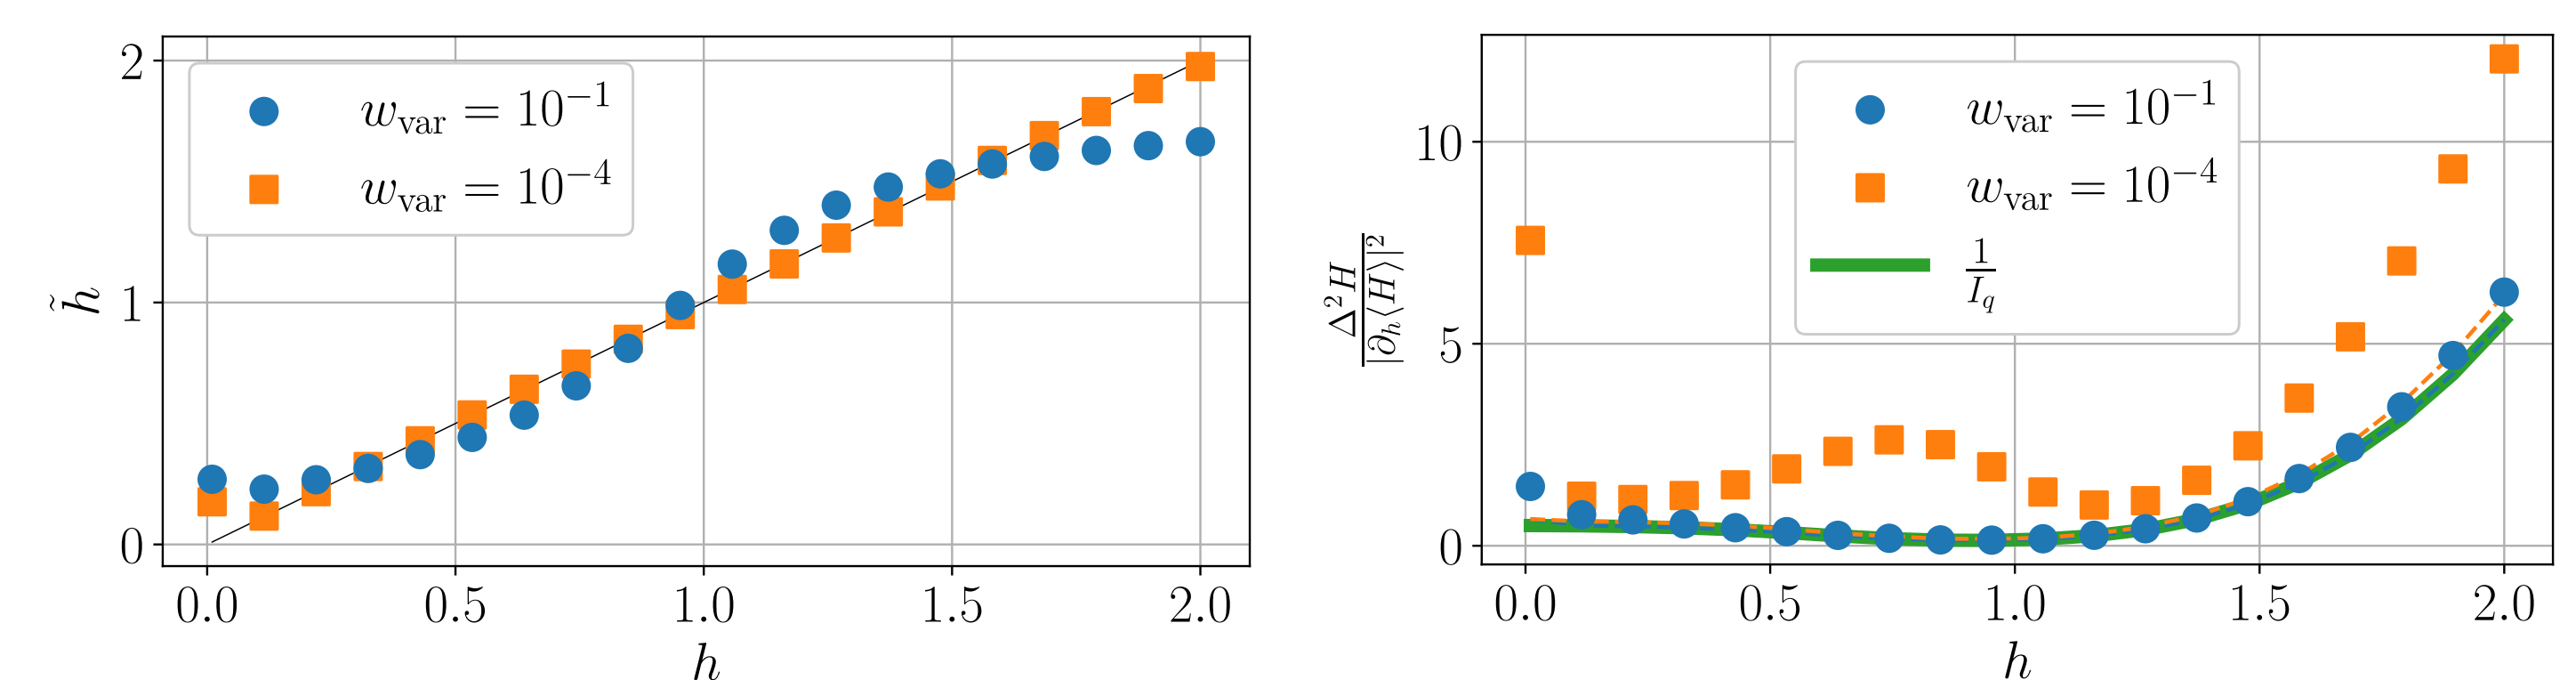 2
1
0
h̃
w_var = 10⁻¹
w_var = 10⁻⁴
0.0 0.5 1.0 1.5 2.0
h
10
5
0
Δ²H / |∂_h⟨H⟩|²
w_var = 10⁻¹
w_var = 10⁻⁴
1/I_q
0.0 0.5 1.0 1.5 2.0
h